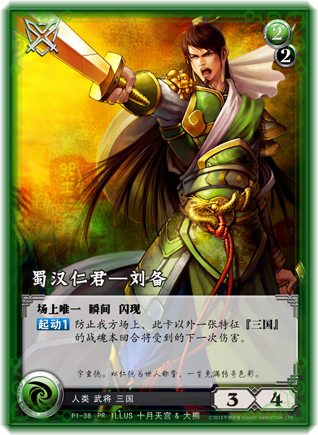 2
2
蜀汉仁君—刘备
场上唯一 瞬间 闪现
起动1 防止我方场上、此卡以外一张特征『三国』
的战魂本回合将受到的下一次伤害。
字玄德。以仁德为世人称赞，一生充满传奇色彩。
3 4
人类 武将 三国
P1-38 PR ILLUS 十月天宫 & 大熊